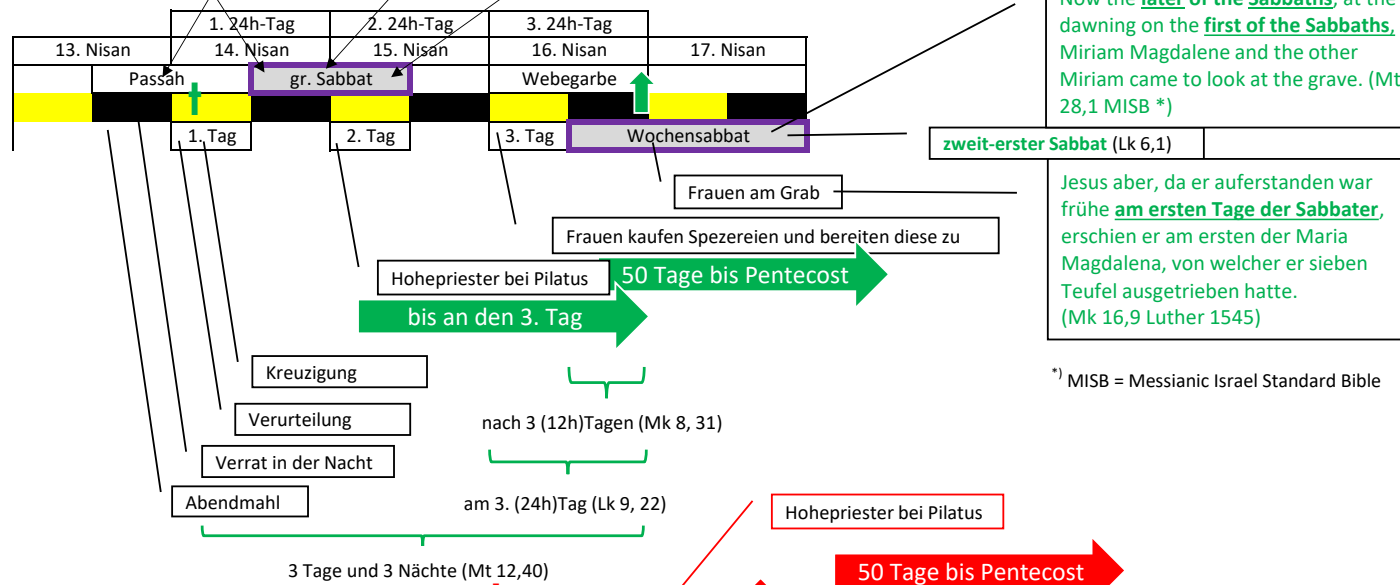 Now the later of the Sabbaths, at the
dawning on the first of the Sabbaths,
Miriam Magdalene and the other
Miriam came to look at the grave. (Mt
28,1 MISB *)
1. 24h-Tag 2. 24h-Tag 3. 24h-Tag
13. Nisan 14. Nisan 15. Nisan 16. Nisan 17. Nisan
Passah gr. Sabbat Webegarbe
1. Tag 2. Tag 3. Tag Wochensabbat
zweit-erster Sabbat (Lk 6,1)
Frauen am Grab
Jesus aber, da er auferstanden war
frühe am ersten Tage der Sabbater,
erschien er am ersten der Maria
Magdalena, von welcher er sieben
Teufel ausgetrieben hatte.
(Mk 16,9 Luther 1545)
Frauen kaufen Spezereien und bereiten diese zu
Hohepriester bei Pilatus
50 Tage bis Pentecost
bis an den 3. Tag
Kreuzigung
*) MISB = Messianic Israel Standard Bible
Verurteilung
nach 3 (12h)Tagen (Mk 8, 31)
Verrat in der Nacht
Abendmahl
am 3. (24h)Tag (Lk 9, 22)
Hohepriester bei Pilatus
3 Tage und 3 Nächte (Mt 12,40)
50 Tage bis Pentecost